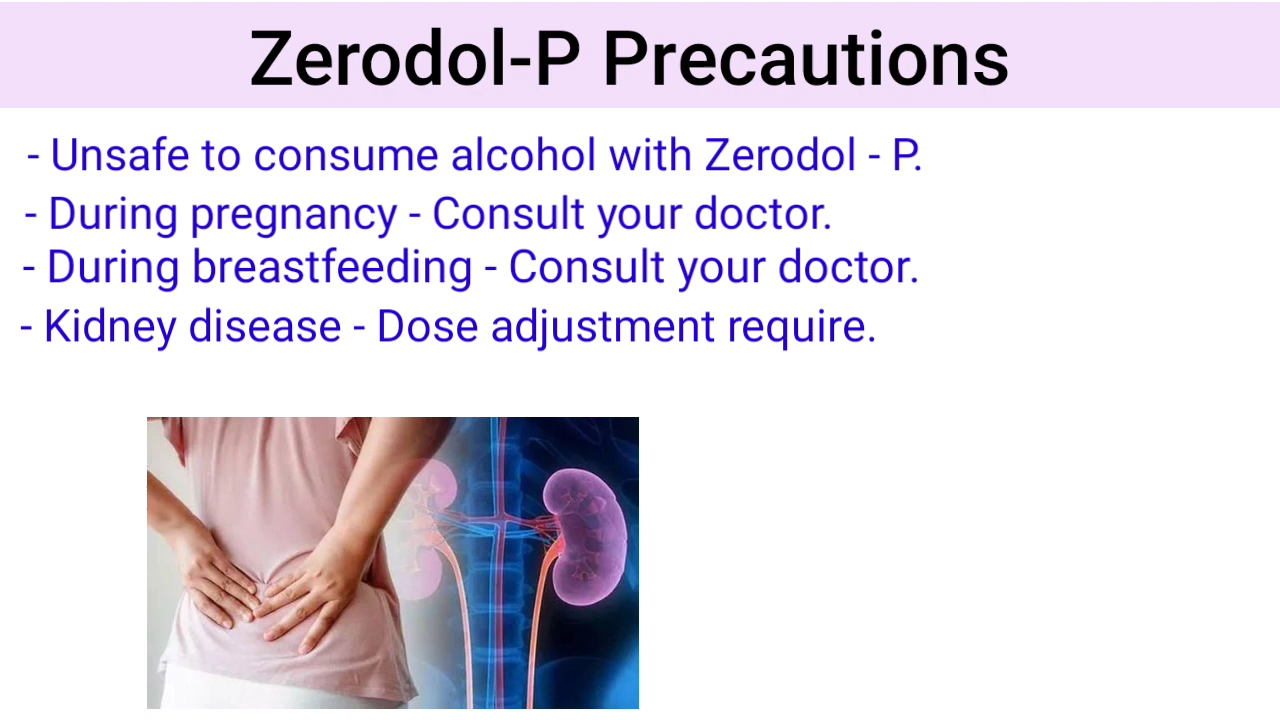 Zerodol-P Precautions
- Unsafe to consume alcohol with Zerodol - P.
- During pregnancy - Consult your doctor.
- During breastfeeding - Consult your doctor.
- Kidney disease - Dose adjustment require.